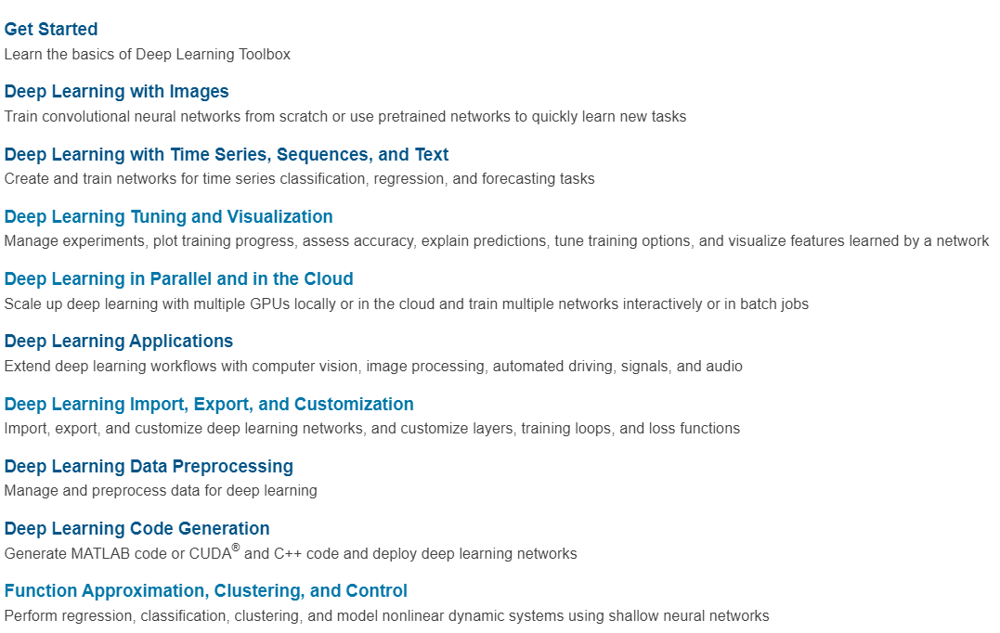 Get Started
Learn the basics of Deep Learning Toolbox
Deep Learning with Images
Train convolutional neural networks from scratch or use pretrained networks to quickly learn new tasks
Deep Learning with Time Series, Sequences, and Text
Create and train networks for time series classification, regression, and forecasting tasks
Deep Learning Tuning and Visualization
Manage experiments, plot training progress, assess accuracy, explain predictions, tune training options, and visualize features learned by a network
Deep Learning in Parallel and in the Cloud
Scale up deep learning with multiple GPUs locally or in the cloud and train multiple networks interactively or in batch jobs
Deep Learning Applications
Extend deep learning workflows with computer vision, image processing, automated driving, signals, and audio
Deep Learning Import, Export, and Customization
Import, export, and customize deep learning networks, and customize layers, training loops, and loss functions
Deep Learning Data Preprocessing
Manage and preprocess data for deep learning
Deep Learning Code Generation
Generate MATLAB code or CUDA® and C++ code and deploy deep learning networks
Function Approximation, Clustering, and Control
Perform regression, classification, clustering, and model nonlinear dynamic systems using shallow neural networks